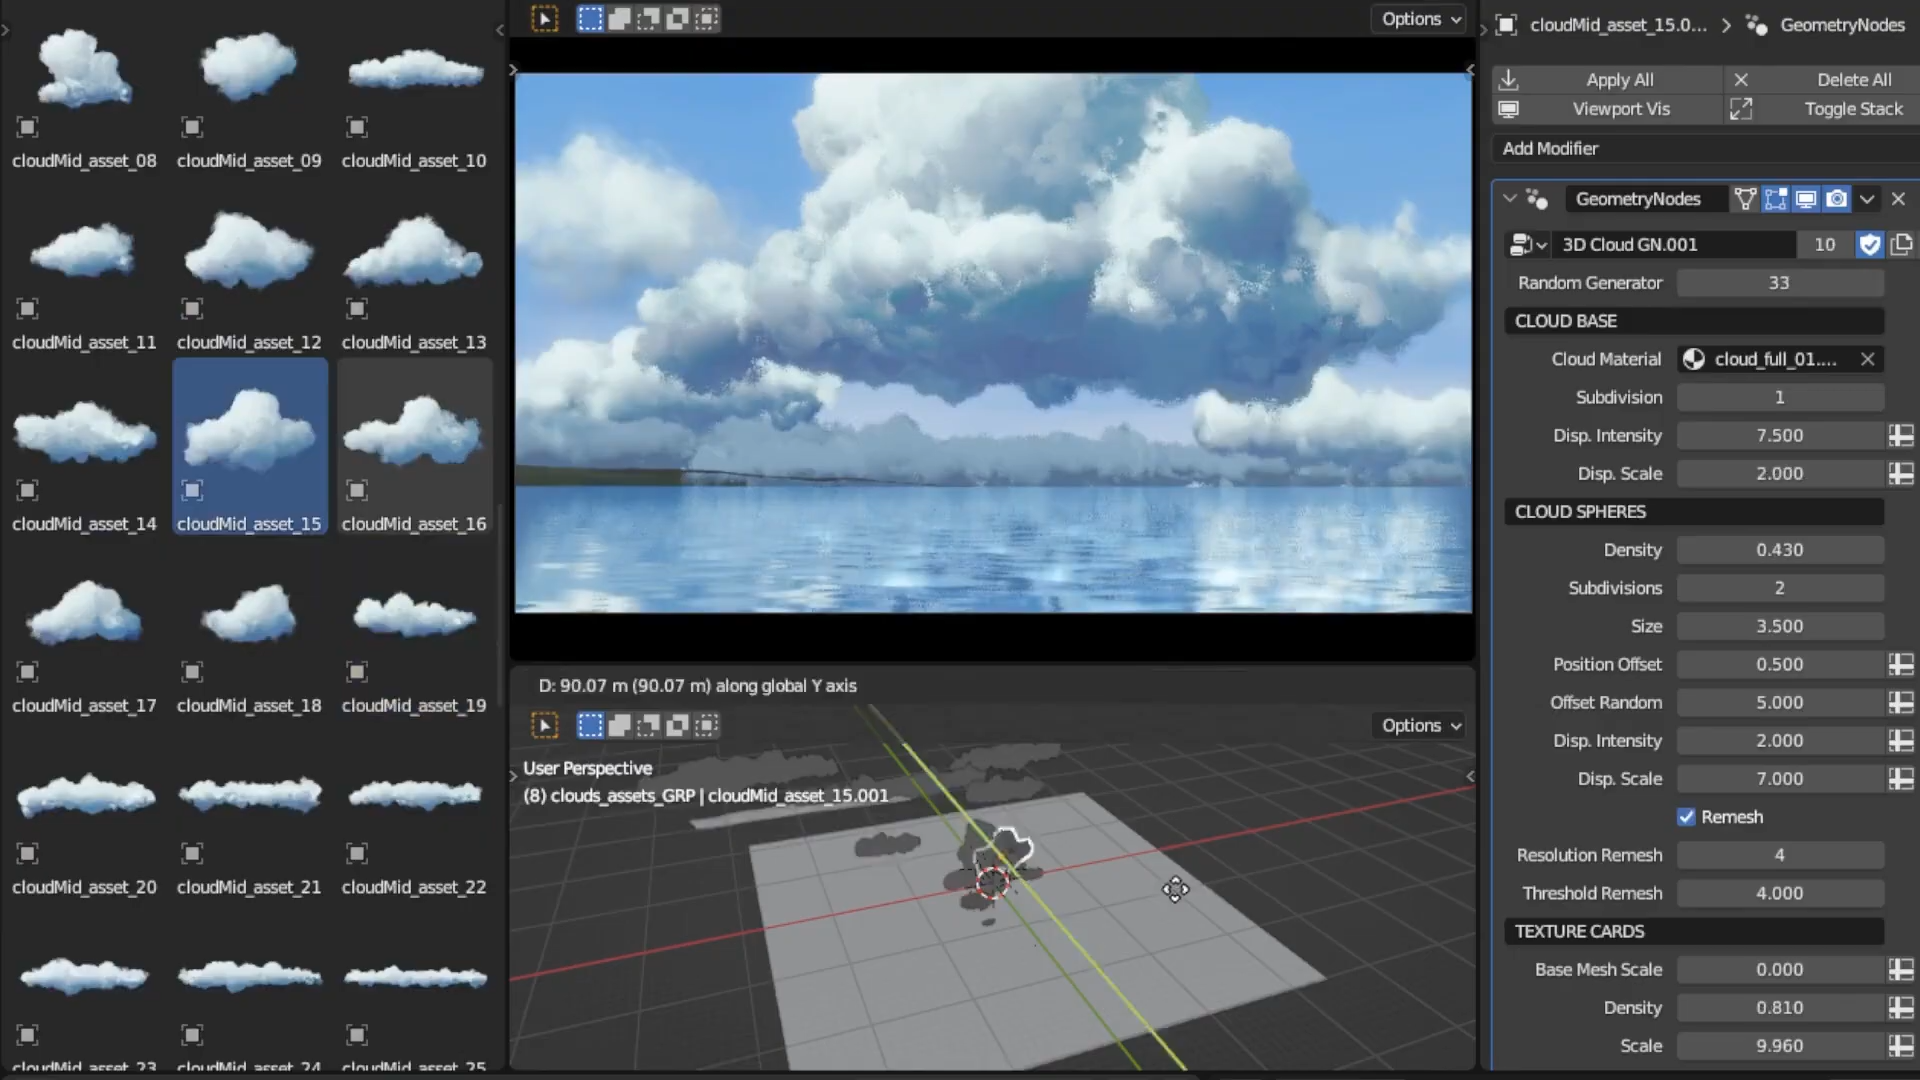 cloudMid_asset_08
cloudMid_asset_09
cloudMid_asset_10
cloudMid_asset_11
cloudMid_asset_12
cloudMid_asset_13
cloudMid_asset_14
cloudMid_asset_15
cloudMid_asset_16
cloudMid_asset_17
cloudMid_asset_18
cloudMid_asset_19
cloudMid_asset_20
cloudMid_asset_21
cloudMid_asset_22
cloudMid_asset_23
cloudMid_asset_24
cloudMid_asset_25
Options
D: 90.07 m (90.07 m) along global Y axis
Options
User Perspective
(8) clouds_assets_GRP | cloudMid_asset_15.001
cloudMid_asset_15.0... > GeometryNodes
Apply All
Delete All
Viewport Vis
Toggle Stack
Add Modifier
GeometryNodes
3D Cloud GN.001 10
Random Generator 33
CLOUD BASE
Cloud Material cloud_full_01....
Subdivision 1
Disp. Intensity 7.500
Disp. Scale 2.000
CLOUD SPHERES
Density 0.430
Subdivisions 2
Size 3.500
Position Offset 0.500
Offset Random 5.000
Disp. Intensity 2.000
Disp. Scale 7.000
Remesh
Resolution Remesh 4
Threshold Remesh 4.000
TEXTURE CARDS
Base Mesh Scale 0.000
Density 0.810
Scale 9.960